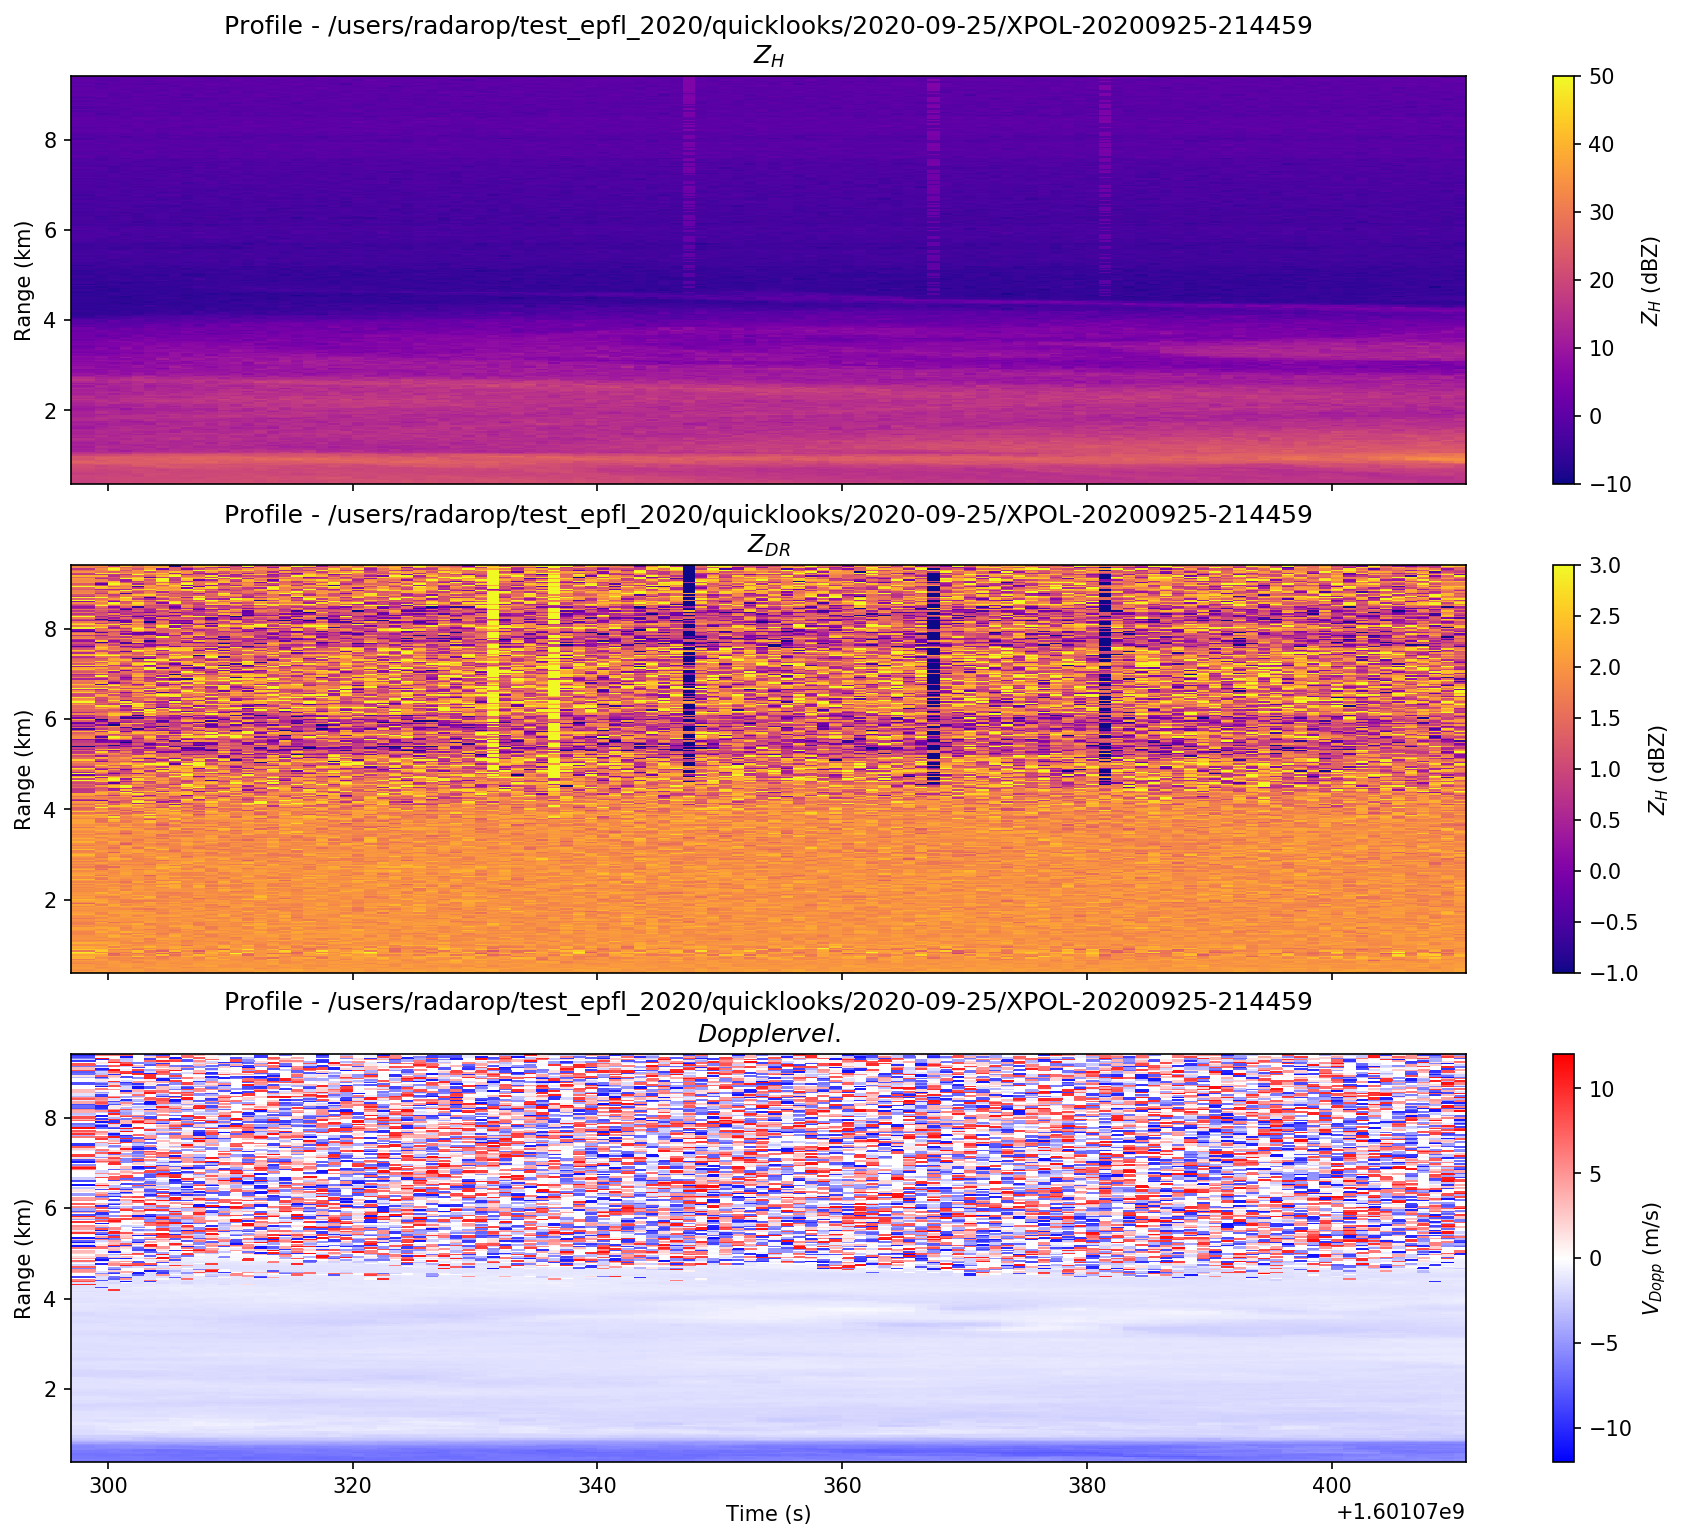 Profile - /users/radarop/test_epfl_2020/quicklooks/2020-09-25/XPOL-20200925-214459
Z_H
Range (km)
8
6
4
2
50
40
30
20
10
0
−10
Z_H (dBZ)
Profile - /users/radarop/test_epfl_2020/quicklooks/2020-09-25/XPOL-20200925-214459
Z_DR
Range (km)
8
6
4
2
3.0
2.5
2.0
1.5
1.0
0.5
0.0
−0.5
−1.0
Z_H (dBZ)
Profile - /users/radarop/test_epfl_2020/quicklooks/2020-09-25/XPOL-20200925-214459
Dopplervel.
Range (km)
8
6
4
2
10
5
0
−5
−10
V_Dopp (m/s)
300 320 340 360 380 400
Time (s)
+1.60107e9